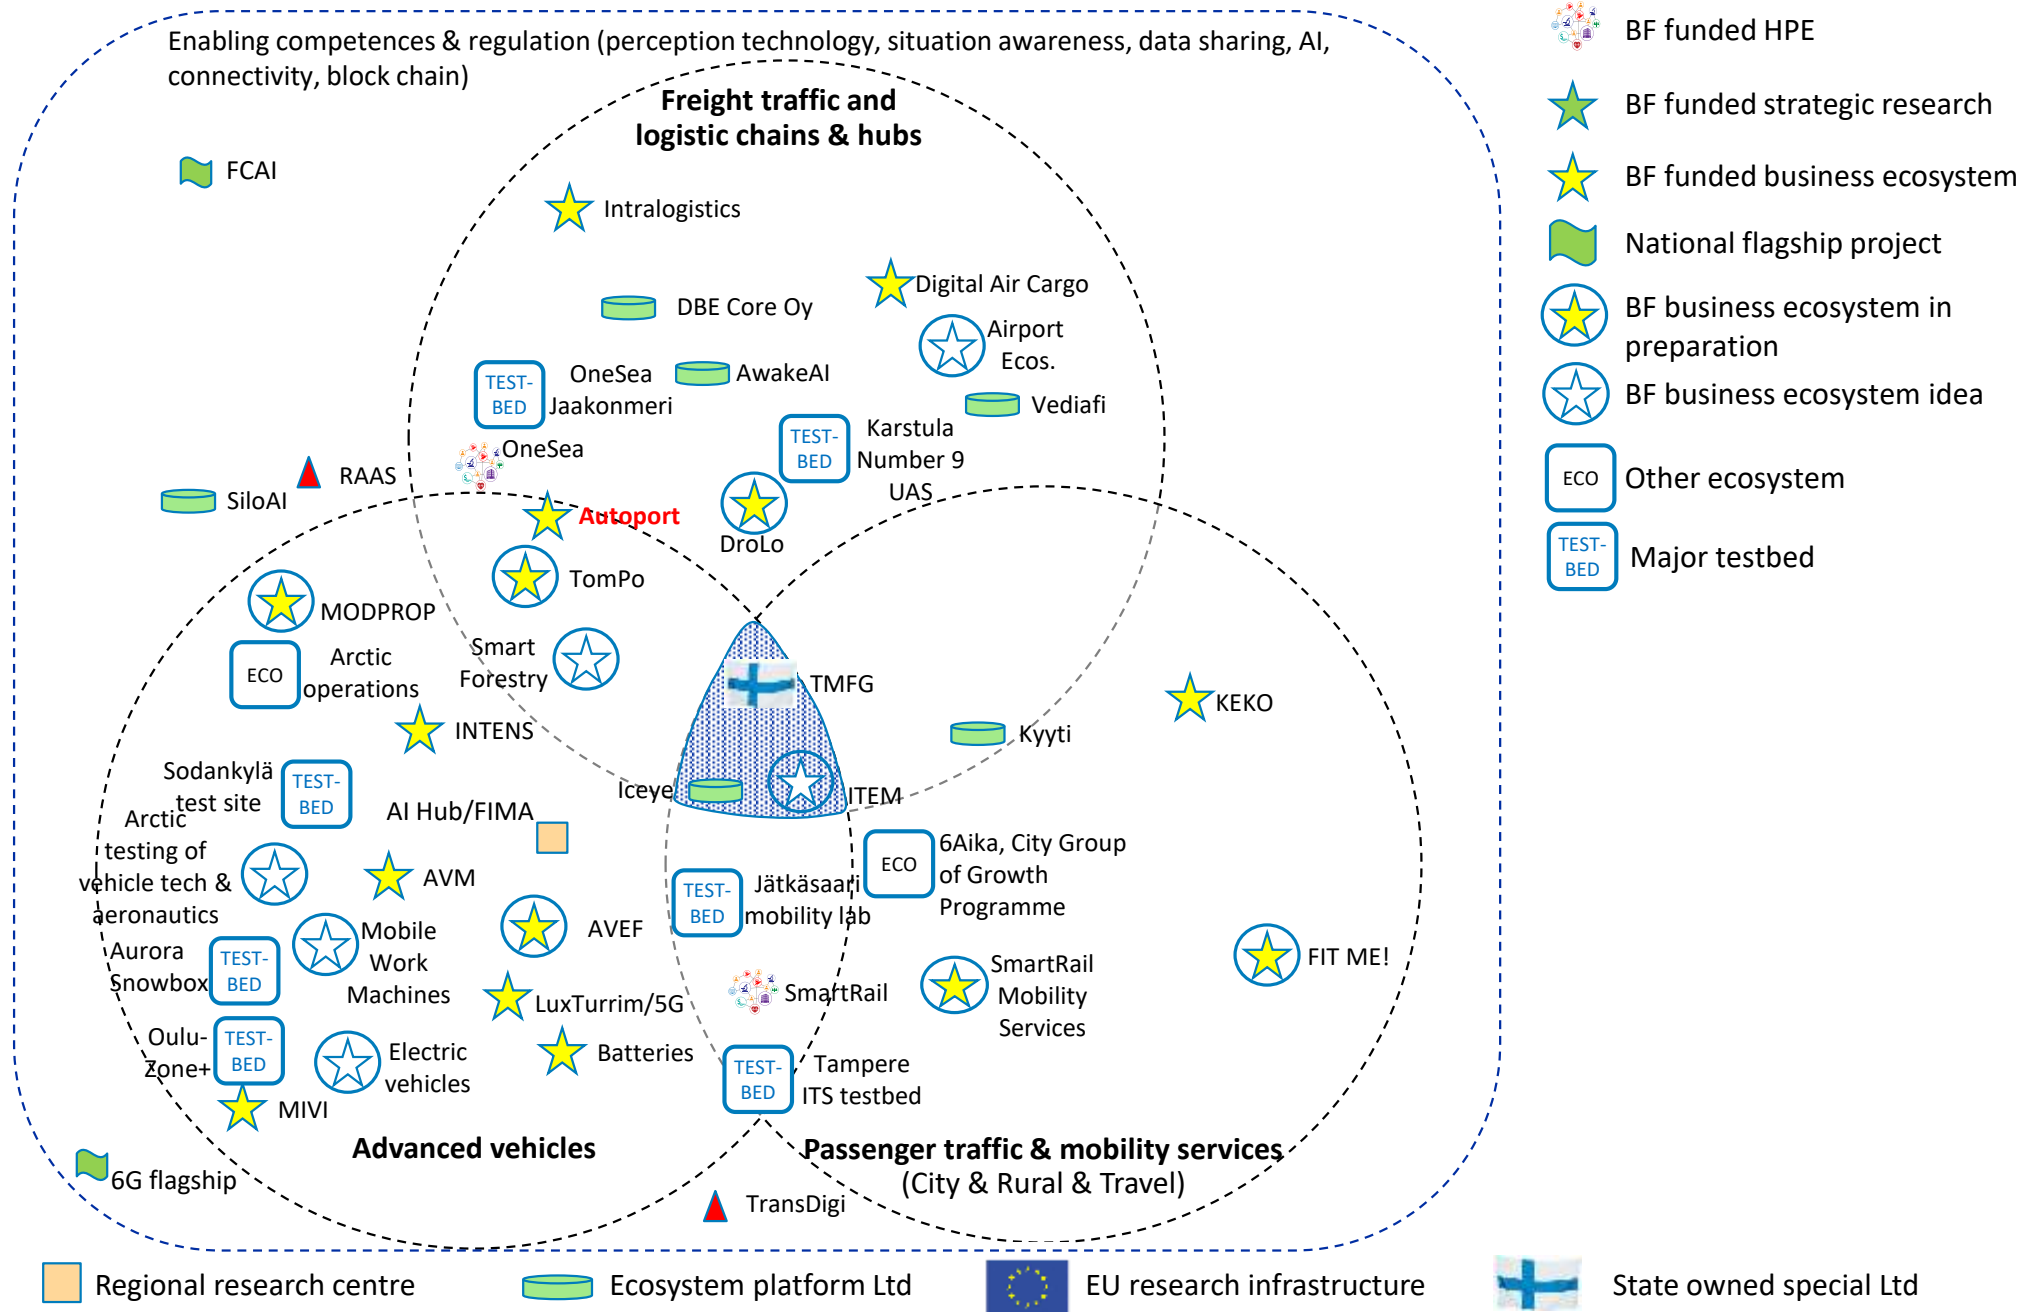 Enabling competences & regulation (perception technology, situation awareness, data sharing, AI,
connectivity, block chain)
Freight traffic and
logistic chains & hubs
FCAI
Intralogistics
Digital Air Cargo
DBE Core Oy
Airport
Ecos.
AwakeAI
Vediafi
TEST-
BED
OneSea
Jaakonmeri
TEST-
BED
Karstula
Number 9
UAS
OneSea
RAAS
SiloAI
Autoport
DroLo
TomPo
MODPROP
Smart
Forestry
ECO
Arctic
operations
TMFG
KEKO
INTENS
Kyyti
Sodankylä
test site
TEST-
BED
Iceye
ITEM
AI Hub/FIMA
Arctic
testing of
vehicle tech &
aeronautics
AVM
ECO
6Aika, City Group
of Growth
Programme
TEST-
BED
Jätkäsaari
mobility lab
AVEF
Mobile
Work
Machines
Aurora
Snowbox
TEST-
BED
FIT ME!
LuxTurrim/5G
SmartRail
SmartRail
Mobility
Services
Oulu-
Zone+
TEST-
BED
Electric
vehicles
Batteries
TEST-
BED
Tampere
ITS testbed
MIVI
Advanced vehicles
Passenger traffic & mobility services
(City & Rural & Travel)
6G flagship
TransDigi
BF funded HPE
BF funded strategic research
BF funded business ecosystem
National flagship project
BF business ecosystem in
preparation
BF business ecosystem idea
ECO
Other ecosystem
TEST-
BED
Major testbed
Regional research centre
Ecosystem platform Ltd
EU research infrastructure
State owned special Ltd